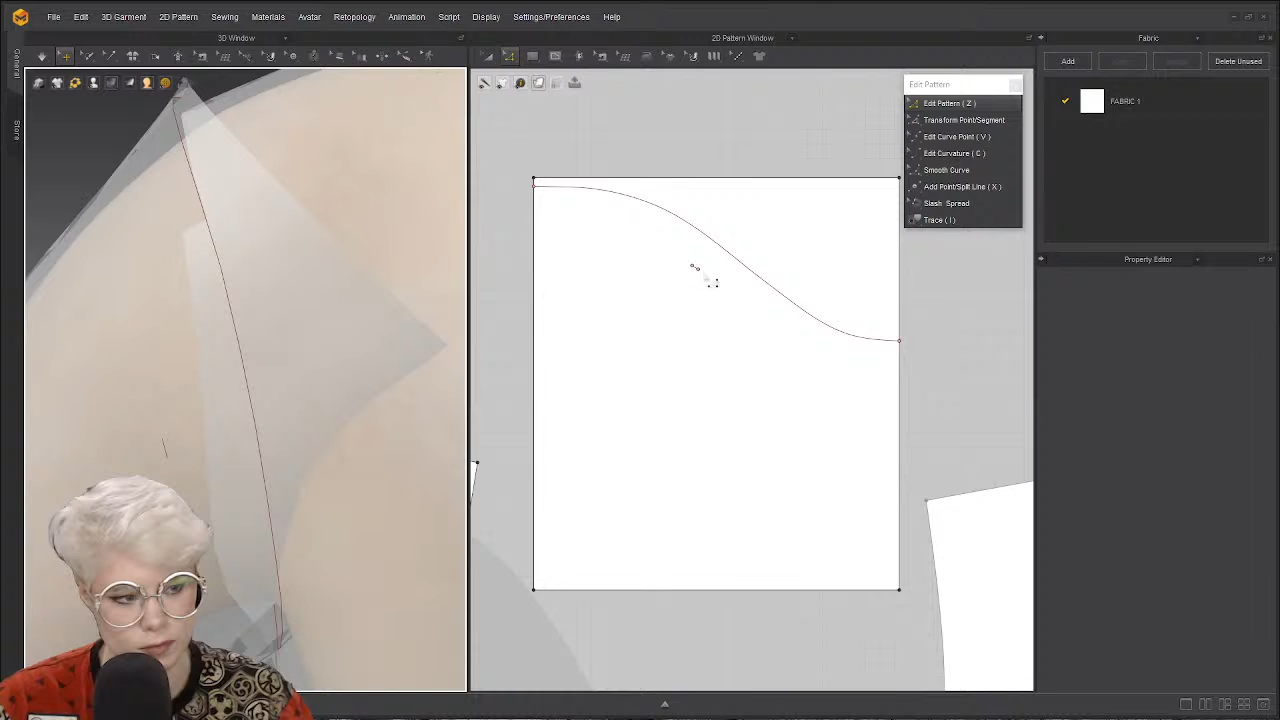 File Edit 3D Garment 2D Pattern Sewing Materials Avatar Retopology Animation Script Display Settings/Preferences Help
3D Window
2D Pattern Window
Fabric
General
Store
Add
Delete Unused
FABRIC 1
Edit Pattern
Edit Pattern ( Z )
Transform Point/Segment
Edit Curve Point ( V )
Edit Curvature ( C )
Smooth Curve
Add Point/Split Line ( X )
Slash Spread
Trace ( I )
Property Editor